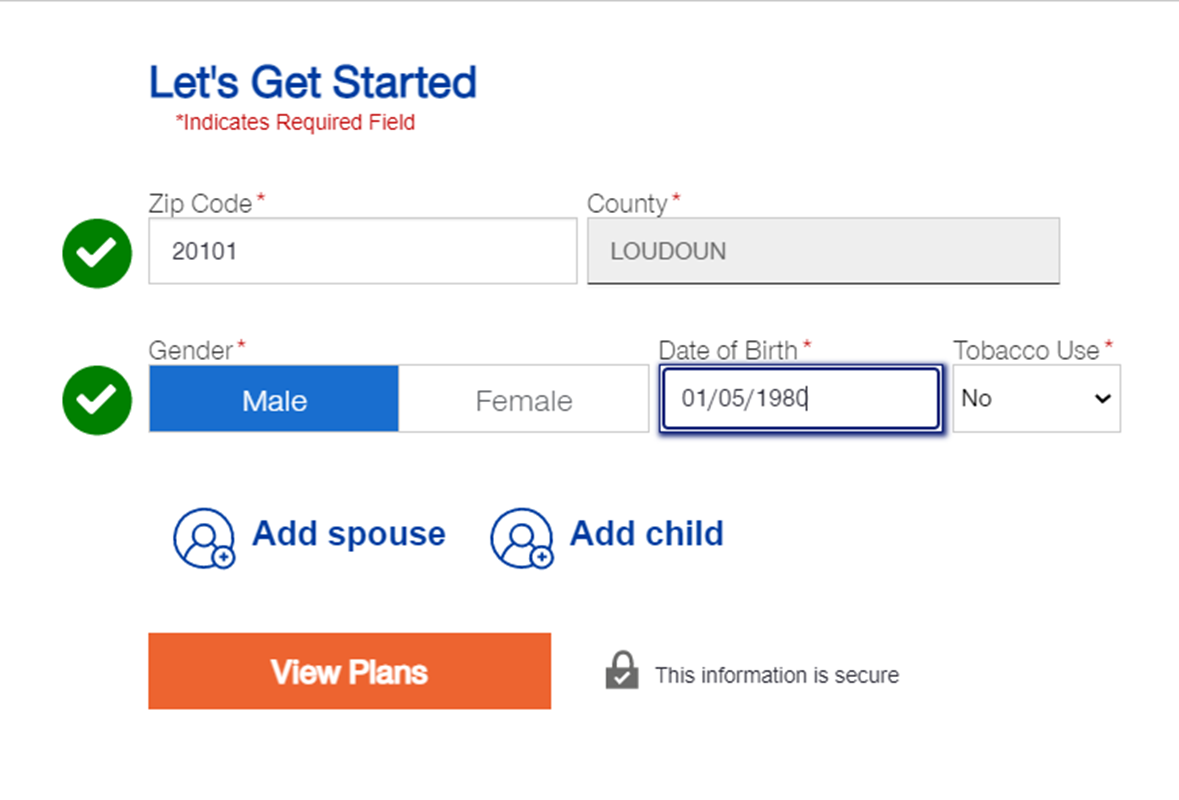 Let's Get Started
*Indicates Required Field
Zip Code* County*
20101 LOUDOUN
Gender* Date of Birth* Tobacco Use*
Male Female 01/05/1980 No
Add spouse Add child
View Plans This information is secure